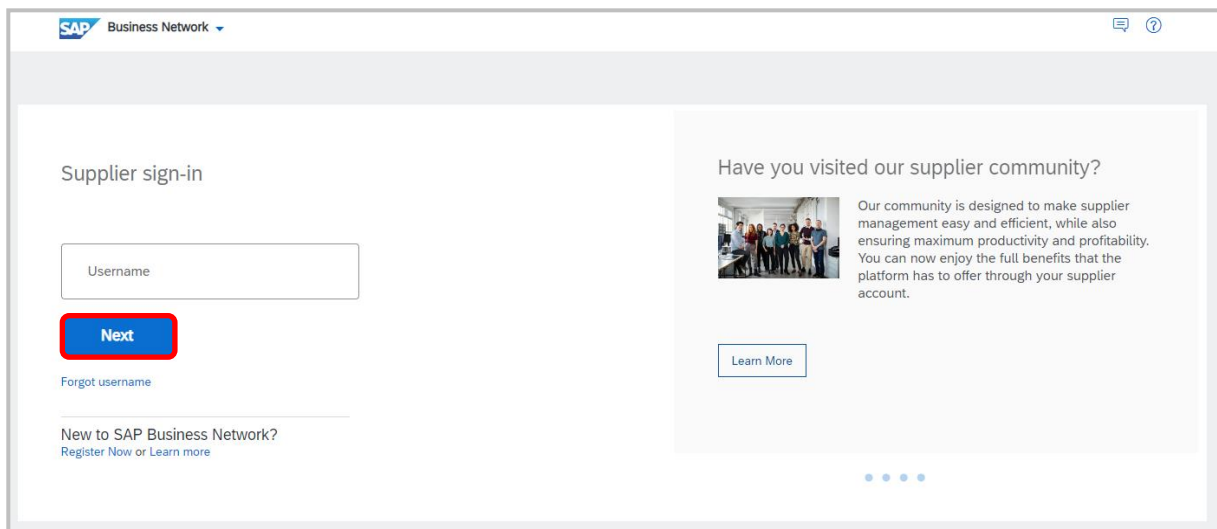 SAP Business Network
Supplier sign-in
Username
Next
Forgot username
New to SAP Business Network?
Register Now or Learn more
Have you visited our supplier community?
Our community is designed to make supplier
management easy and efficient, while also
ensuring maximum productivity and profitability.
You can now enjoy the full benefits that the
platform has to offer through your supplier
account.
Learn More